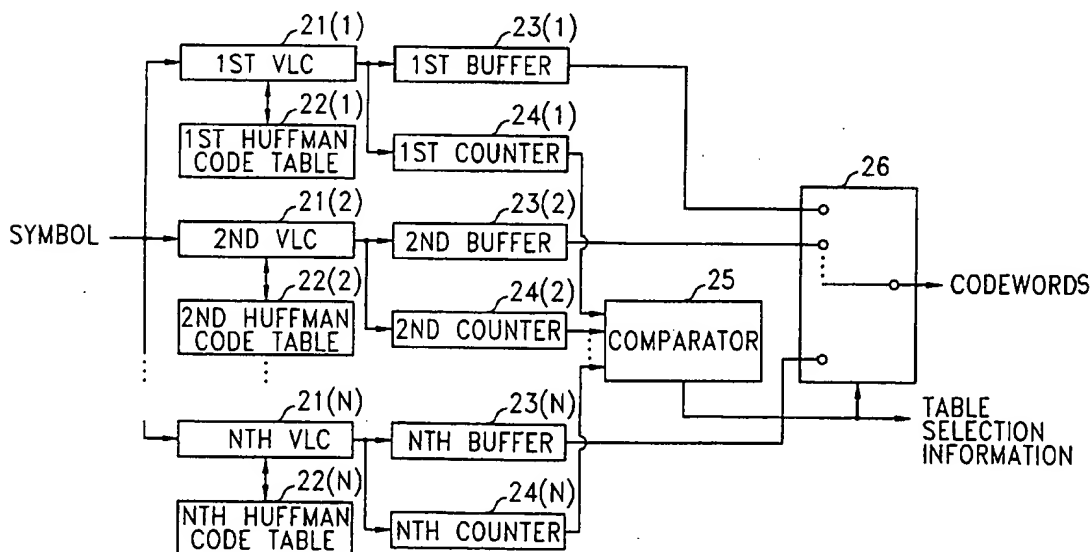 21(1)
1ST VLC
23(1)
1ST BUFFER
22(1)
1ST HUFFMAN
CODE TABLE
24(1)
1ST COUNTER
26
SYMBOL
21(2)
2ND VLC
23(2)
2ND BUFFER
22(2)
2ND HUFFMAN
CODE TABLE
24(2)
2ND COUNTER
25
COMPARATOR
CODEWORDS
21(N)
NTH VLC
23(N)
NTH BUFFER
TABLE
SELECTION
INFORMATION
22(N)
NTH HUFFMAN
CODE TABLE
24(N)
NTH COUNTER